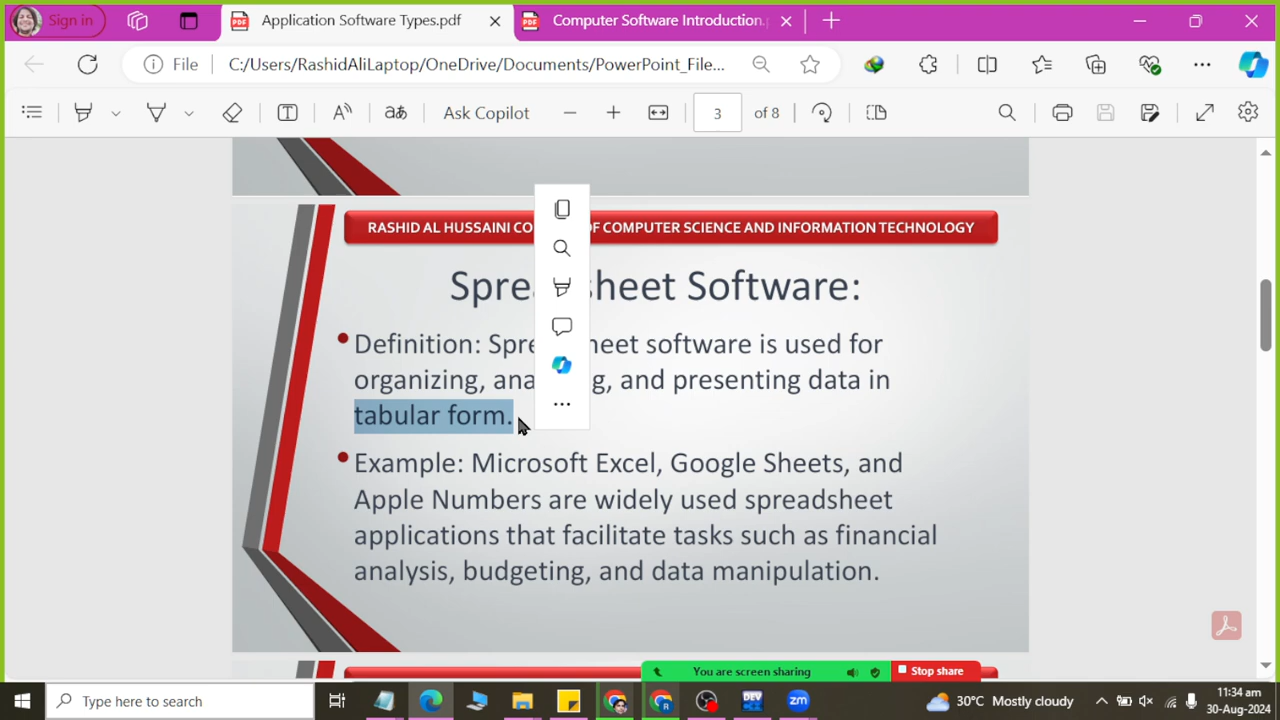 Sign in
Application Software Types.pdf
Computer Software Introduction.p
File
C:/Users/RashidAliLaptop/OneDrive/Documents/PowerPoint_File...
Ask Copilot
3 of 8
RASHID AL HUSSAINI CO OF COMPUTER SCIENCE AND INFORMATION TECHNOLOGY
Sprea sheet Software:
Definition: Spre heet software is used for
organizing, ana g, and presenting data in
tabular form.
Example: Microsoft Excel, Google Sheets, and
Apple Numbers are widely used spreadsheet
applications that facilitate tasks such as financial
analysis, budgeting, and data manipulation.
You are screen sharing
Stop share
Type here to search
DEV
30°C Mostly cloudy
11:34 am
30-Aug-2024